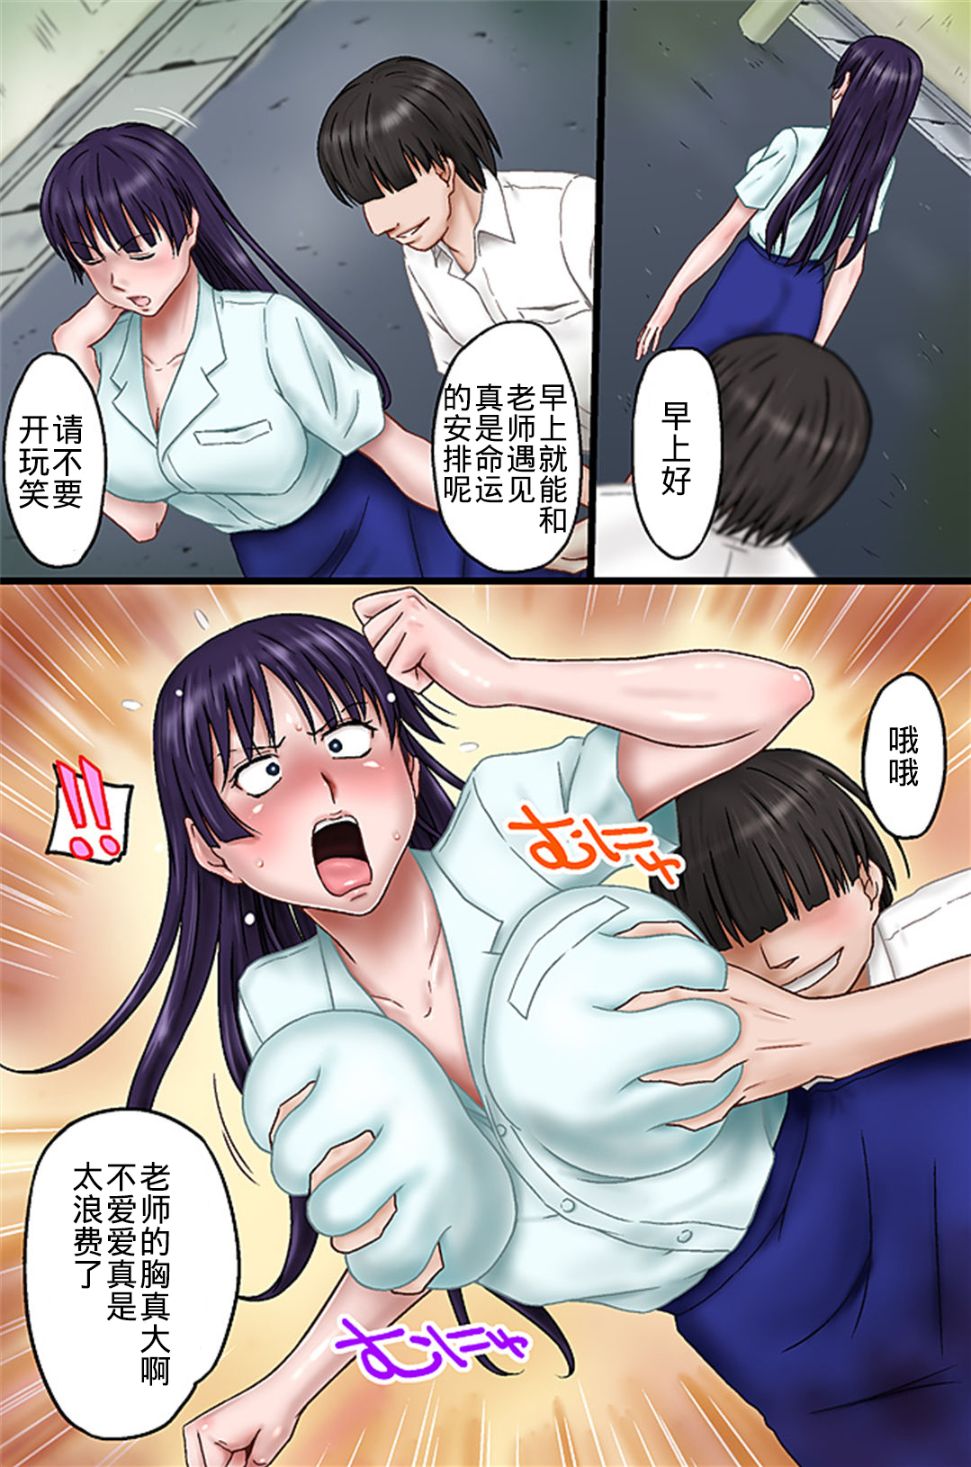 早上好
早上就能和
老师遇见
真是命运
的安排呢
请不要
开玩笑
哦哦
むにゅ
!!
むにゅ
老师的胸真大啊
不爱爱真是
太浪费了